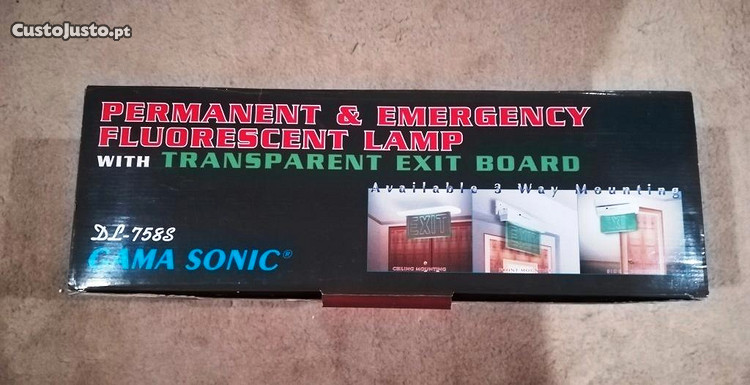 CustoJusto.pt
PERMANENT & EMERGENCY
FLUORESCENT LAMP
WITH TRANSPARENT EXIT BOARD
Available 3 Way Mounting
DL-758S
GAMA SONIC®
EXIT
CEILING MOUNTING